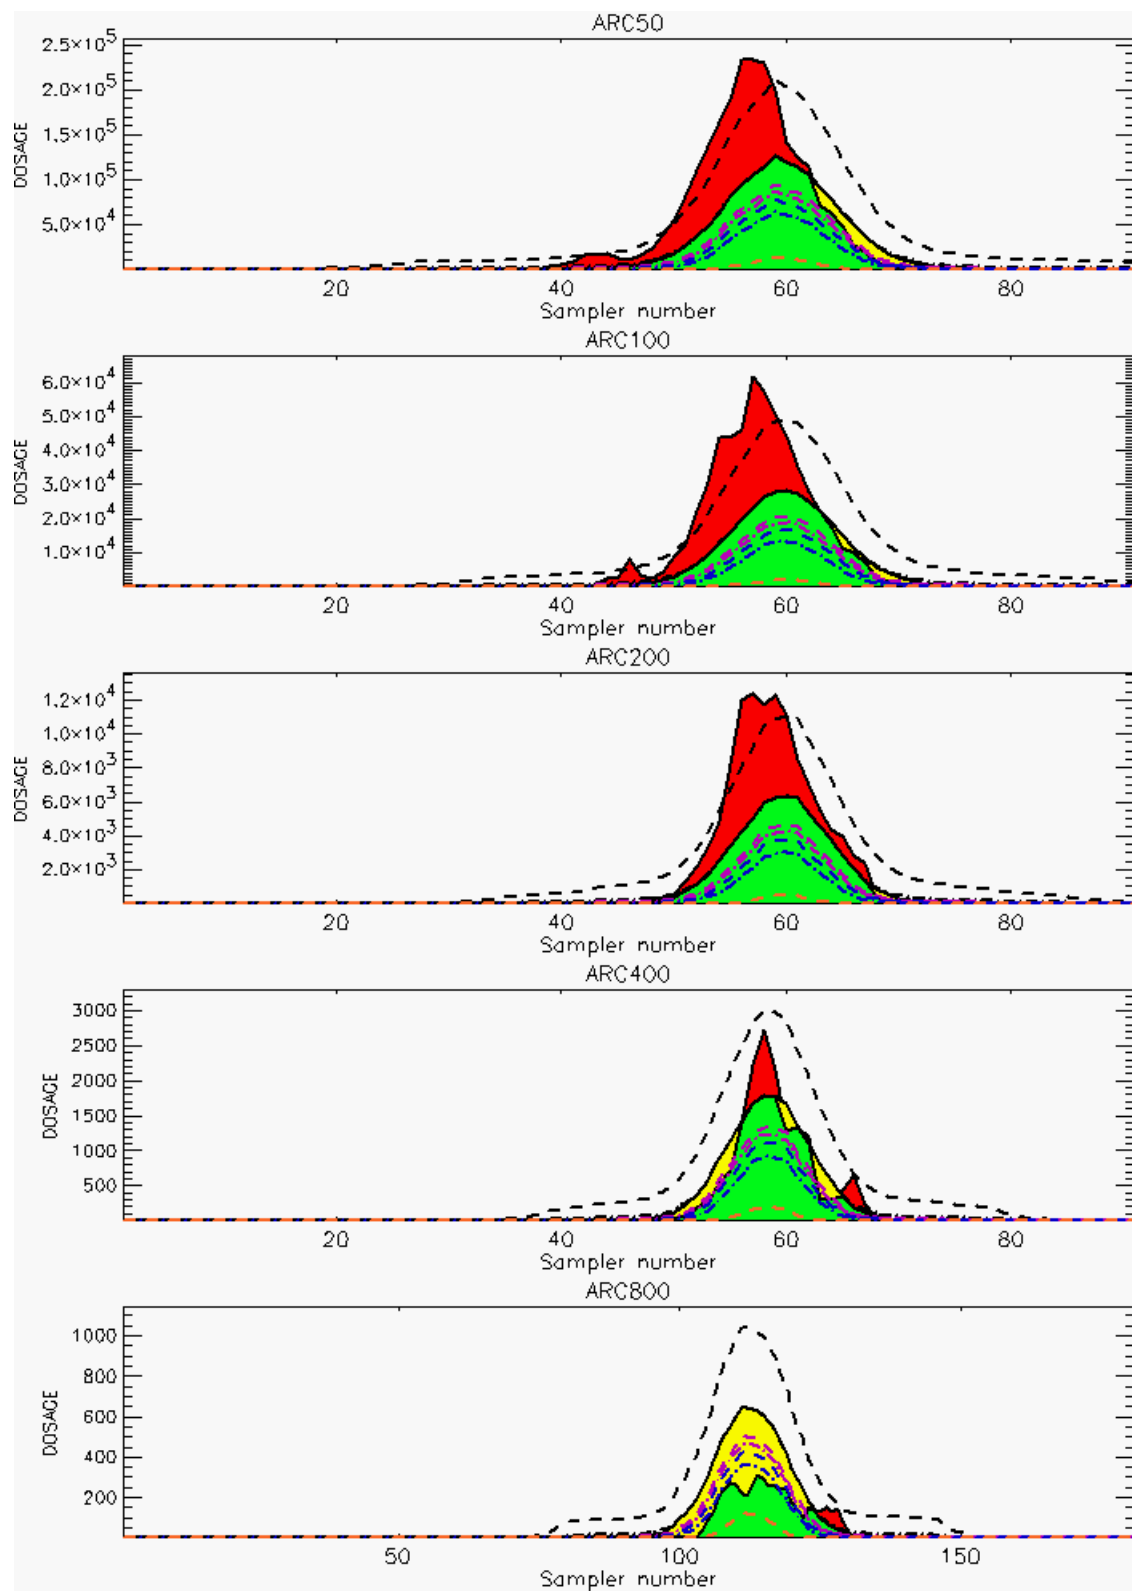 ARC50
2.5×10⁵
2.0×10⁵
1.5×10⁵
1.0×10⁵
5.0×10⁴
DOSAGE
20 40 60 80
Sampler number
ARC100
6.0×10⁴
5.0×10⁴
4.0×10⁴
3.0×10⁴
2.0×10⁴
1.0×10⁴
DOSAGE
20 40 60 80
Sampler number
ARC200
1.2×10⁴
1.0×10⁴
8.0×10³
6.0×10³
4.0×10³
2.0×10³
DOSAGE
20 40 60 80
Sampler number
ARC400
3000
2500
2000
1500
1000
500
DOSAGE
20 40 60 80
Sampler number
ARC800
1000
800
600
400
200
DOSAGE
50 100 150
Sampler number